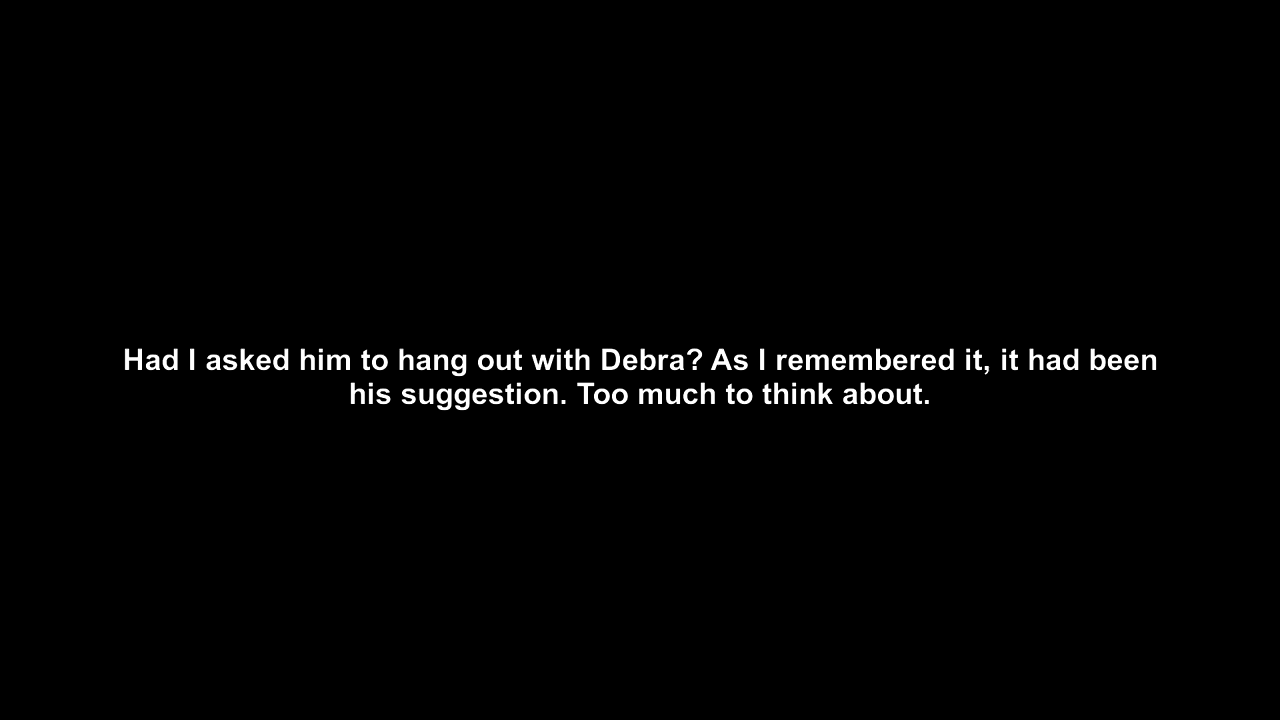 Had I asked him to hang out with Debra? As I remembered it, it had been
his suggestion. Too much to think about.